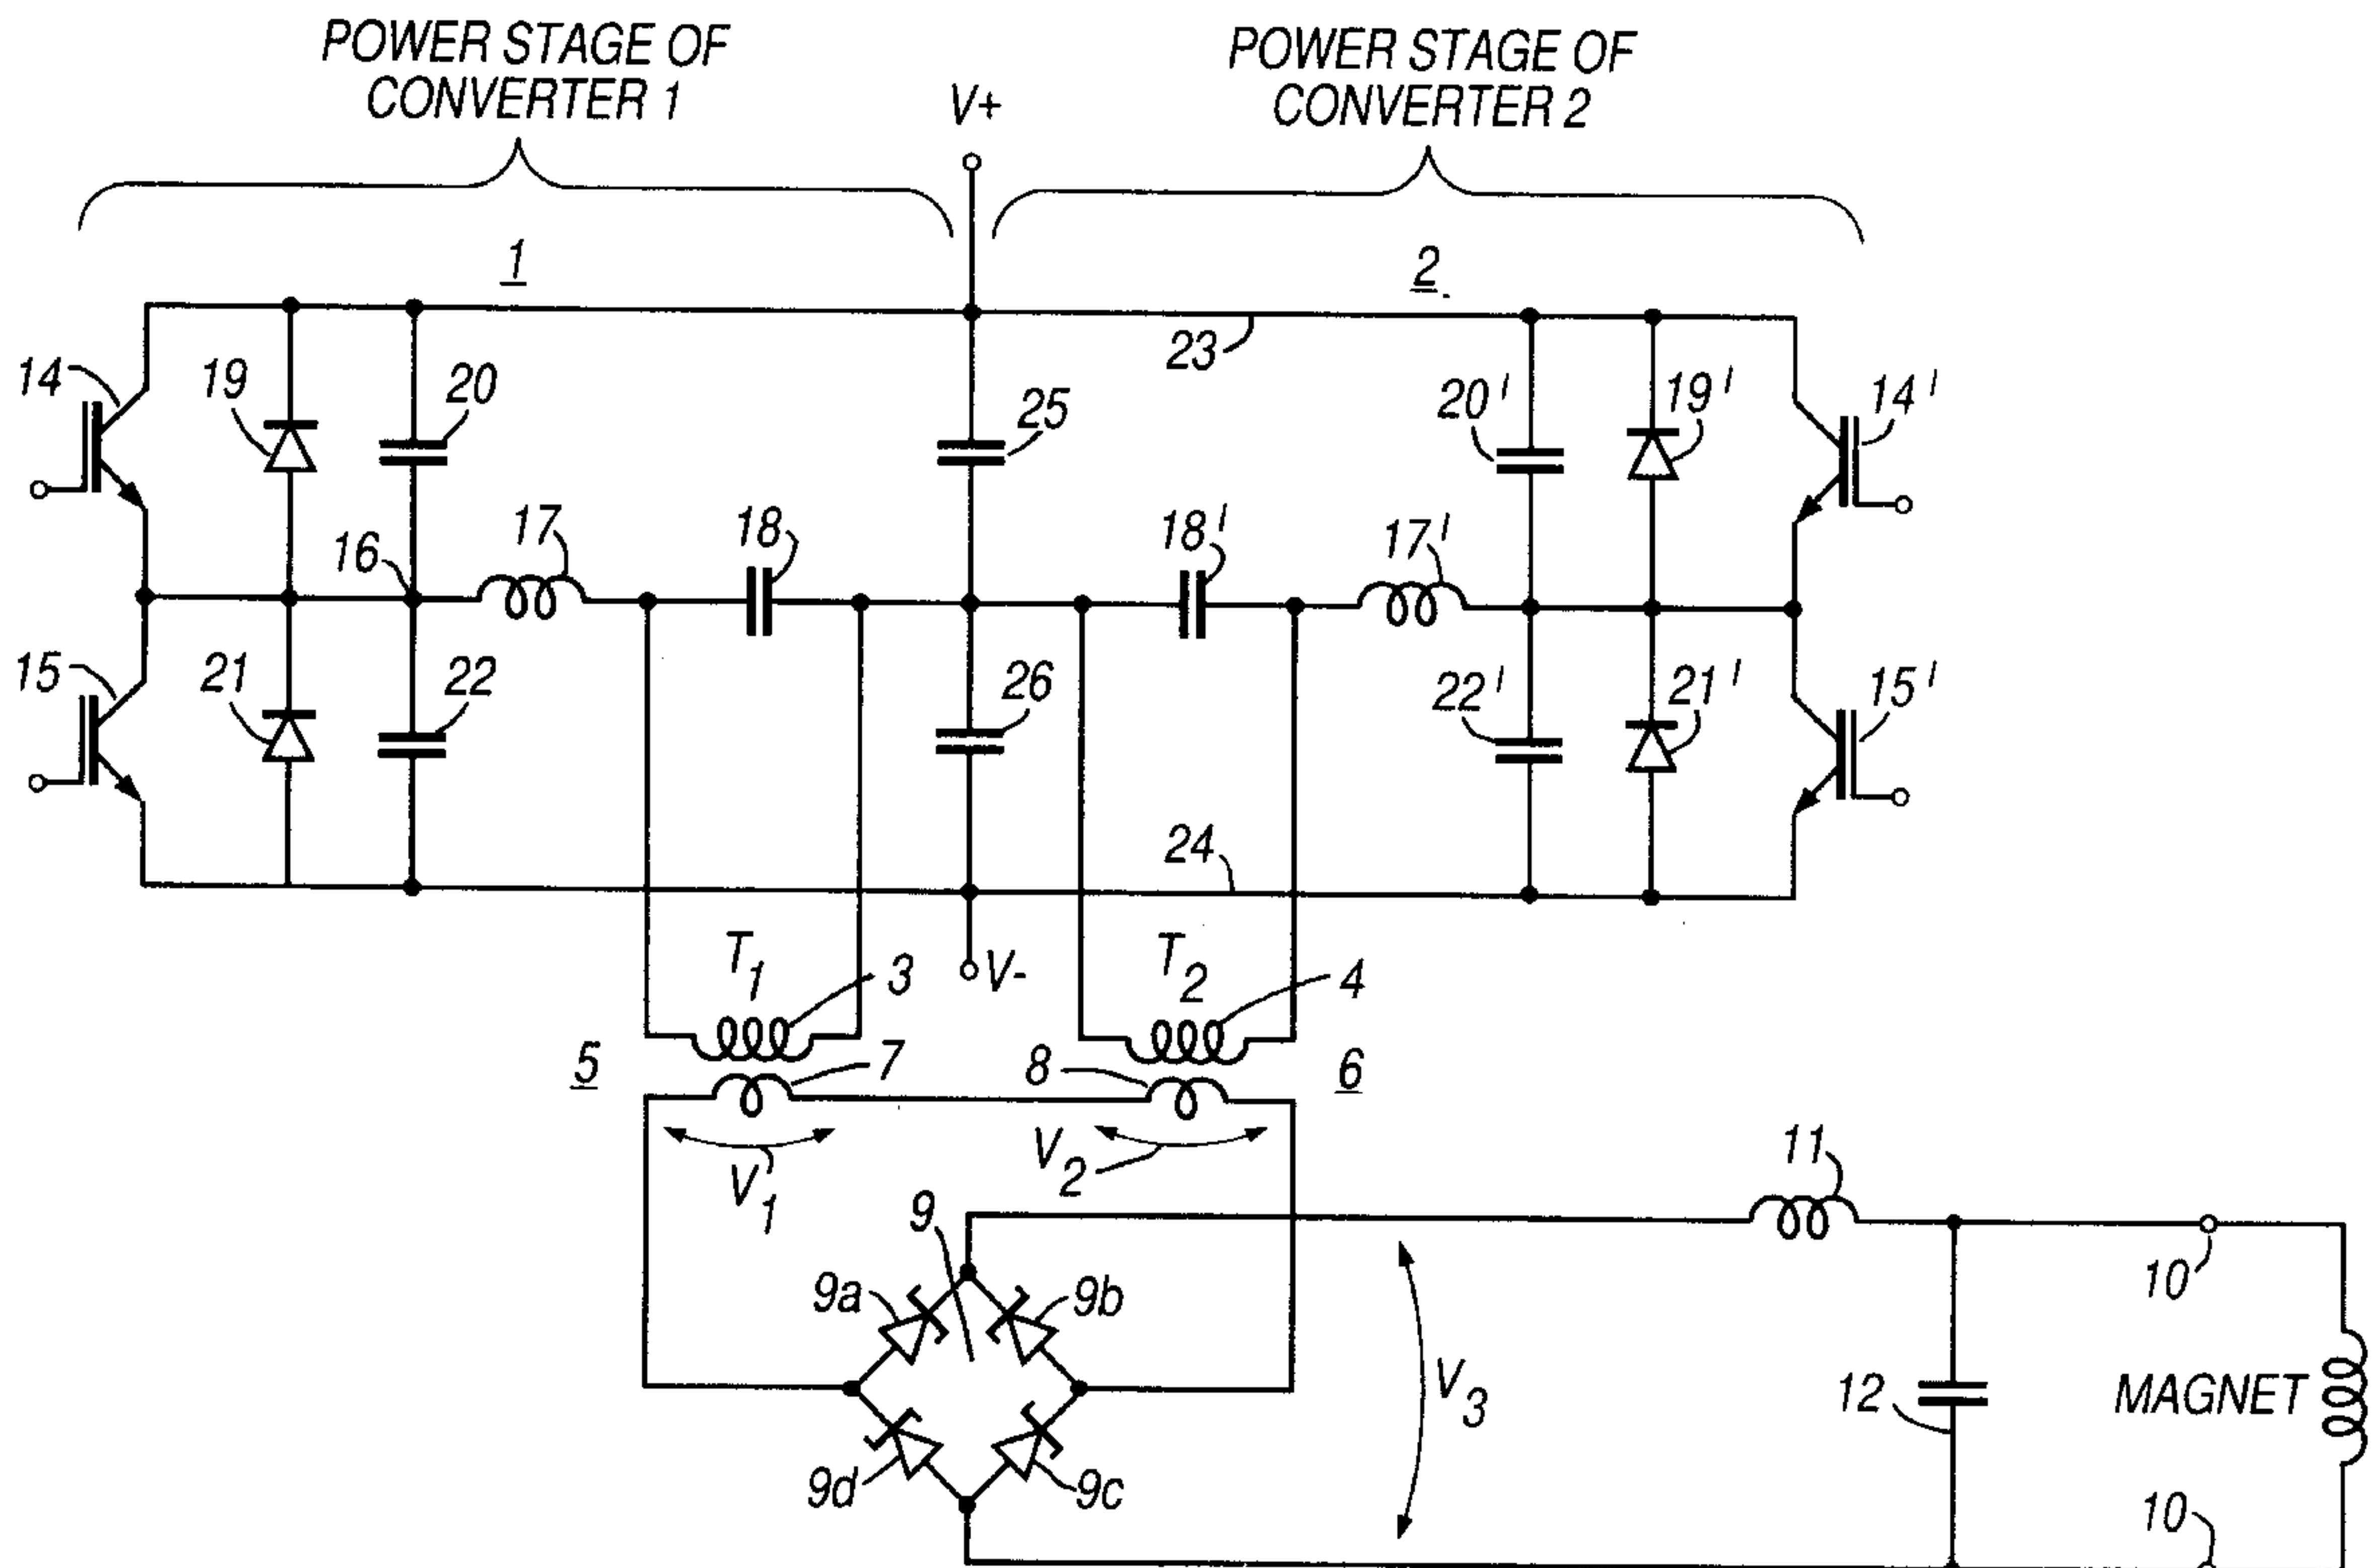 POWER STAGE OF
CONVERTER 1
POWER STAGE OF
CONVERTER 2
V+
1
2
23
14
19
20
25
20'
19'
14'
16
17
18
18'
17'
15
21
22
26
22'
21'
15'
24
T1
3
V-
T2
4
5
7
8
6
V1
V2
11
9
10
9a
9b
V3
12
MAGNET
9d
9c
10